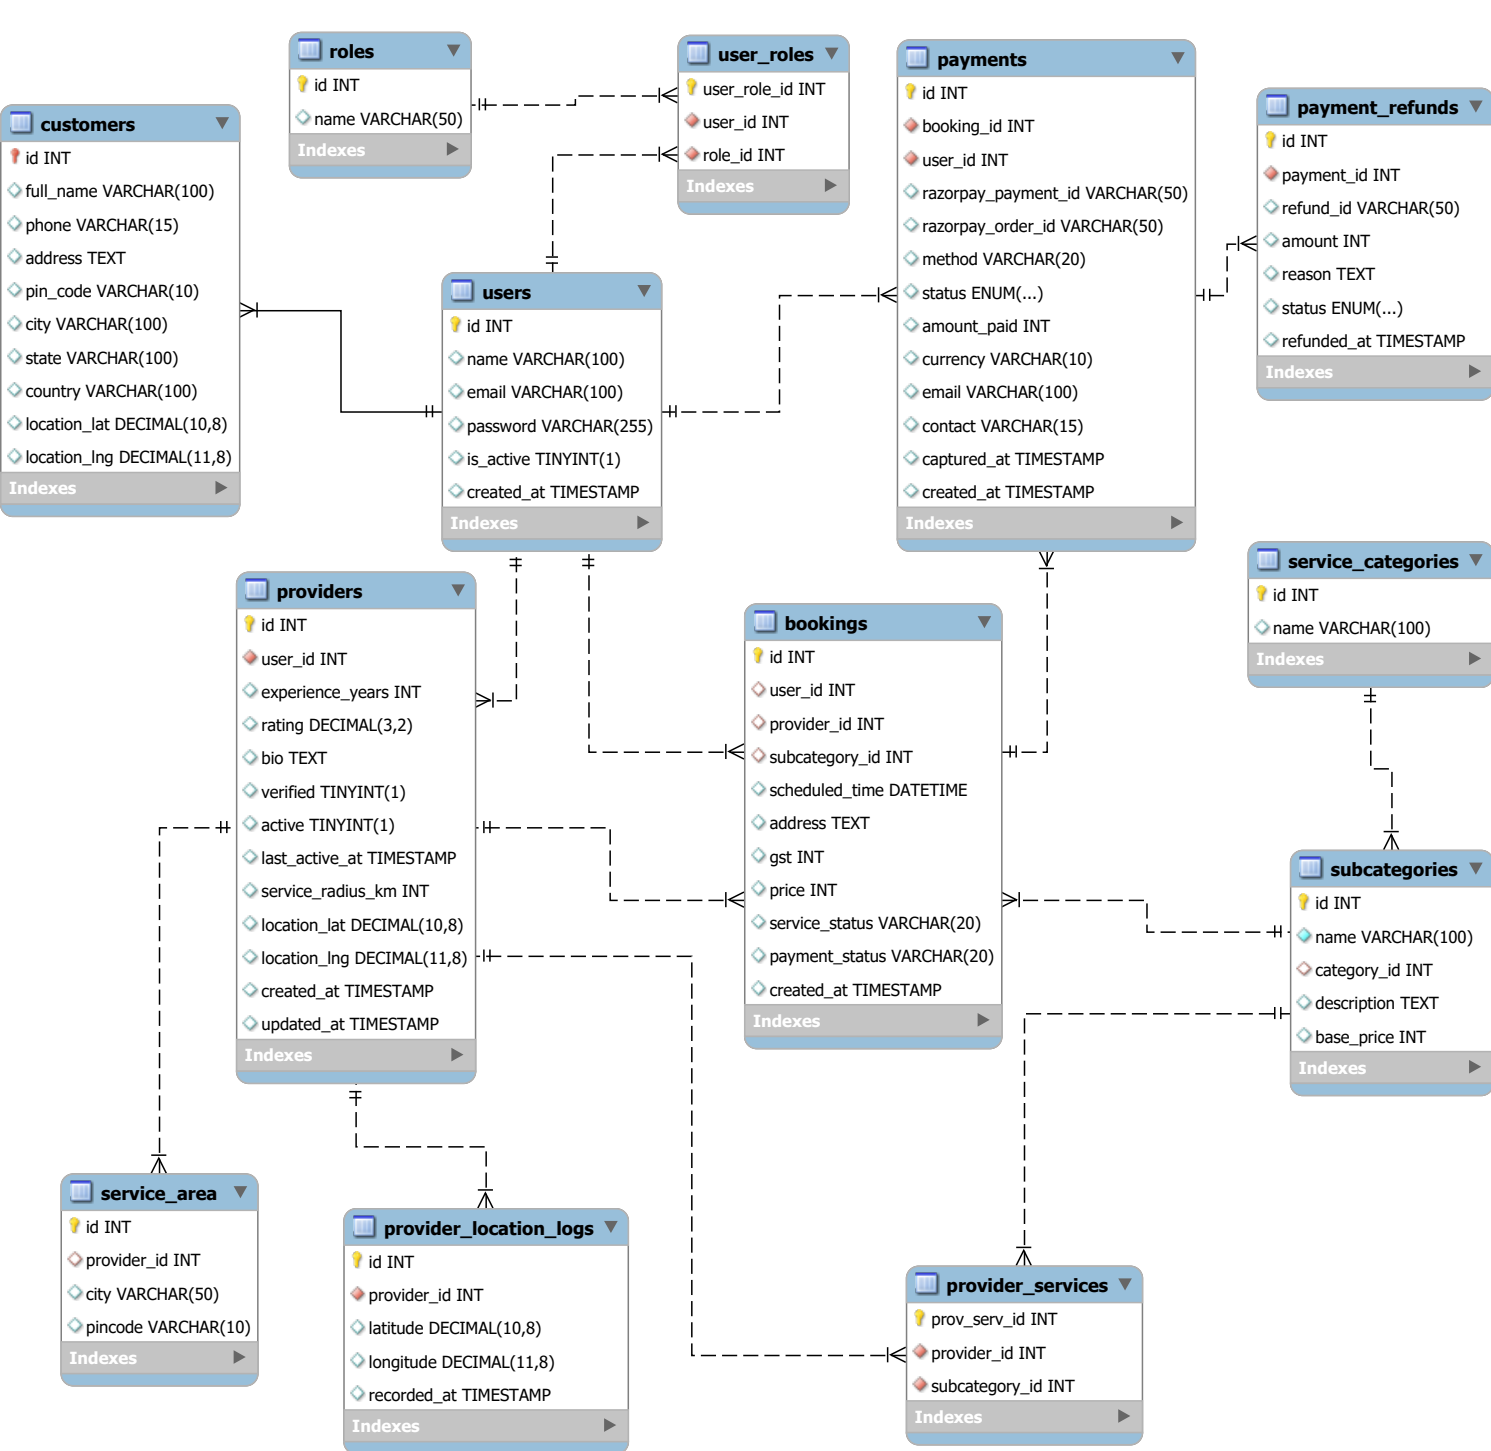 roles
id INT
name VARCHAR(50)
Indexes
user_roles
user_role_id INT
user_id INT
role_id INT
Indexes
payments
id INT
booking_id INT
user_id INT
razorpay_payment_id VARCHAR(50)
razorpay_order_id VARCHAR(50)
method VARCHAR(20)
status ENUM(...)
amount_paid INT
currency VARCHAR(10)
email VARCHAR(100)
contact VARCHAR(15)
captured_at TIMESTAMP
created_at TIMESTAMP
Indexes
payment_refunds
id INT
payment_id INT
refund_id VARCHAR(50)
amount INT
reason TEXT
status ENUM(...)
refunded_at TIMESTAMP
Indexes
customers
id INT
full_name VARCHAR(100)
phone VARCHAR(15)
address TEXT
pin_code VARCHAR(10)
city VARCHAR(100)
state VARCHAR(100)
country VARCHAR(100)
location_lat DECIMAL(10,8)
location_lng DECIMAL(11,8)
Indexes
users
id INT
name VARCHAR(100)
email VARCHAR(100)
password VARCHAR(255)
is_active TINYINT(1)
created_at TIMESTAMP
Indexes
service_categories
id INT
name VARCHAR(100)
Indexes
providers
id INT
user_id INT
experience_years INT
rating DECIMAL(3,2)
bio TEXT
verified TINYINT(1)
active TINYINT(1)
last_active_at TIMESTAMP
service_radius_km INT
location_lat DECIMAL(10,8)
location_lng DECIMAL(11,8)
created_at TIMESTAMP
updated_at TIMESTAMP
Indexes
bookings
id INT
user_id INT
provider_id INT
subcategory_id INT
scheduled_time DATETIME
address TEXT
gst INT
price INT
service_status VARCHAR(20)
payment_status VARCHAR(20)
created_at TIMESTAMP
Indexes
subcategories
id INT
name VARCHAR(100)
category_id INT
description TEXT
base_price INT
Indexes
service_area
id INT
provider_id INT
city VARCHAR(50)
pincode VARCHAR(10)
Indexes
provider_location_logs
id INT
provider_id INT
latitude DECIMAL(10,8)
longitude DECIMAL(11,8)
recorded_at TIMESTAMP
Indexes
provider_services
prov_serv_id INT
provider_id INT
subcategory_id INT
Indexes